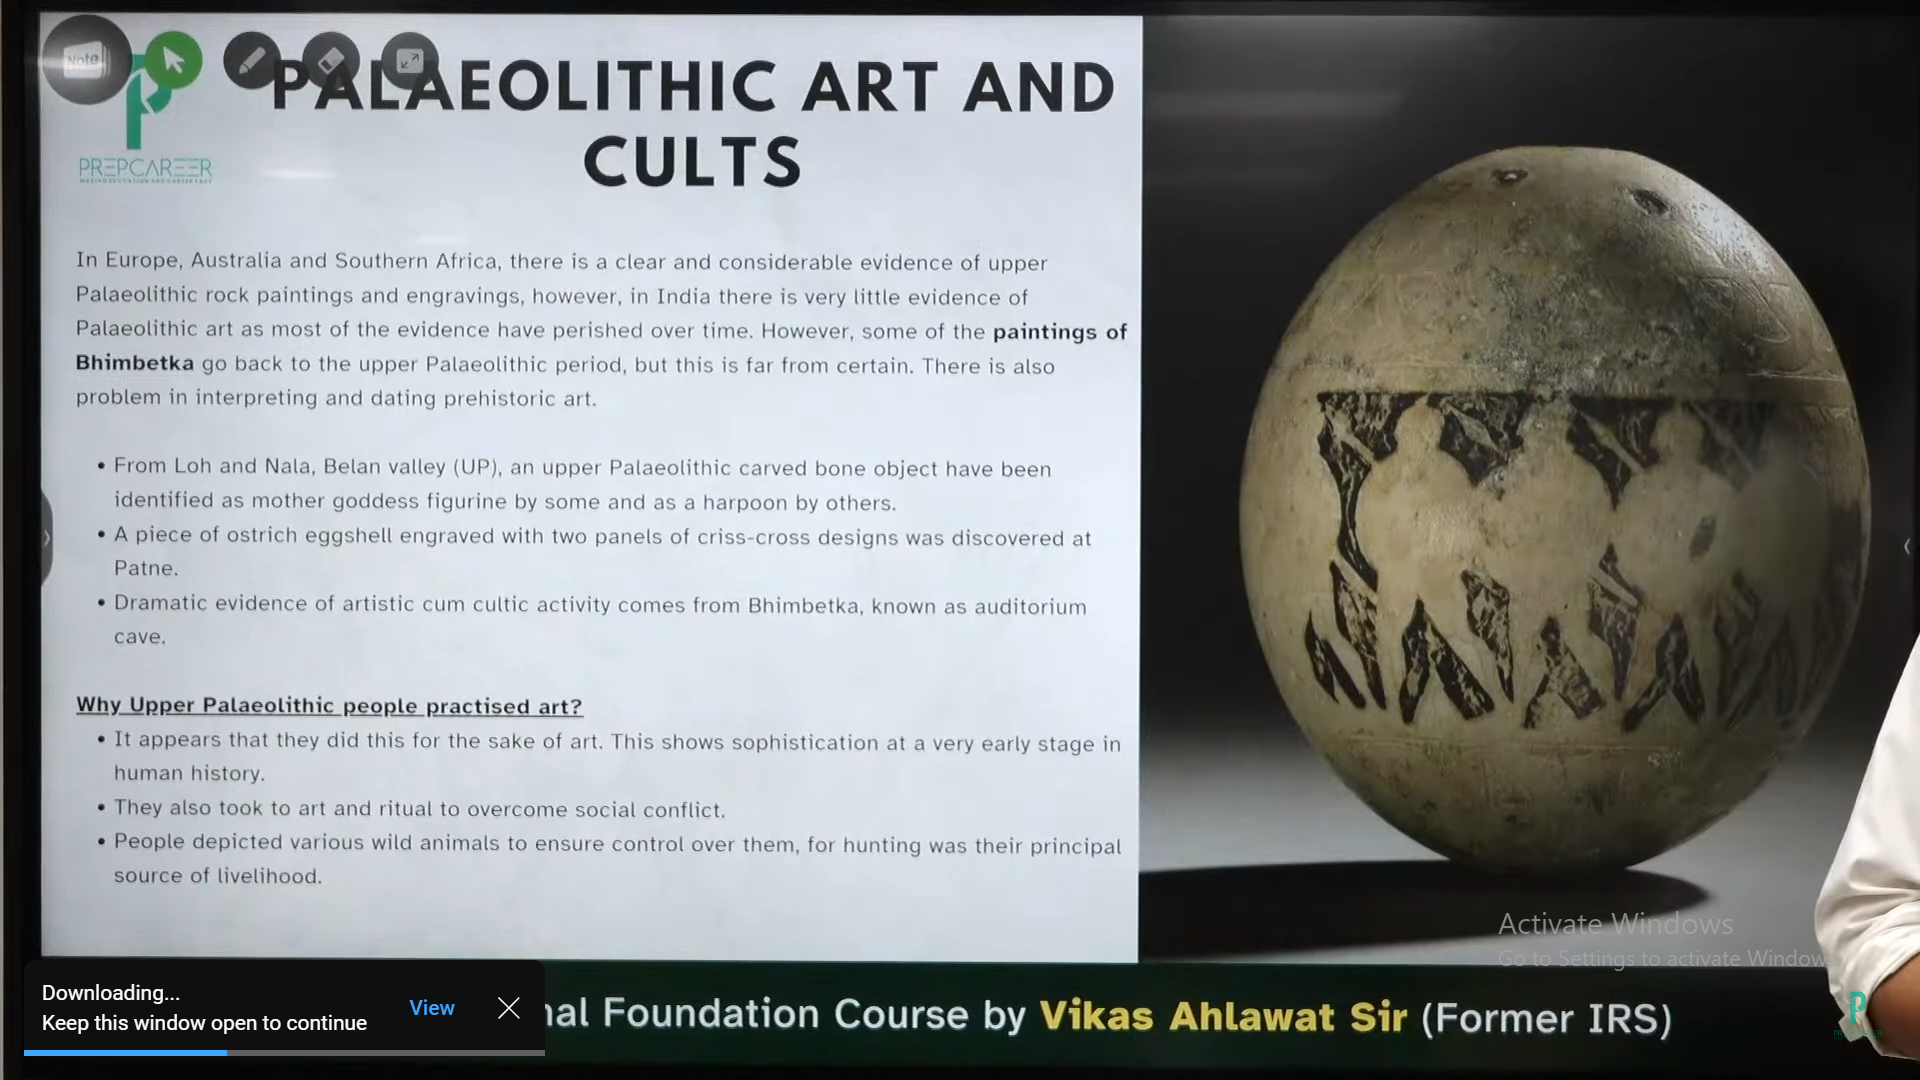 Note
PALAEOLITHIC ART AND
CULTS
PREPCAREER
In Europe, Australia and Southern Africa, there is a clear and considerable evidence of upper
Palaeolithic rock paintings and engravings, however, in India there is very little evidence of
Palaeolithic art as most of the evidence have perished over time. However, some of the paintings of
Bhimbetka go back to the upper Palaeolithic period, but this is far from certain. There is also
problem in interpreting and dating prehistoric art.
• From Loh and Nala, Belan valley (UP), an upper Palaeolithic carved bone object have been
identified as mother goddess figurine by some and as a harpoon by others.
• A piece of ostrich eggshell engraved with two panels of criss-cross designs was discovered at
Patne.
• Dramatic evidence of artistic cum cultic activity comes from Bhimbetka, known as auditorium
cave.
Why Upper Palaeolithic people practised art?
• It appears that they did this for the sake of art. This shows sophistication at a very early stage in
human history.
• They also took to art and ritual to overcome social conflict.
• People depicted various wild animals to ensure control over them, for hunting was their principal
source of livelihood.
Activate Windows
Go to Settings to activate Window
Downloading...
Keep this window open to continue
View
nal Foundation Course by Vikas Ahlawat Sir (Former IRS)